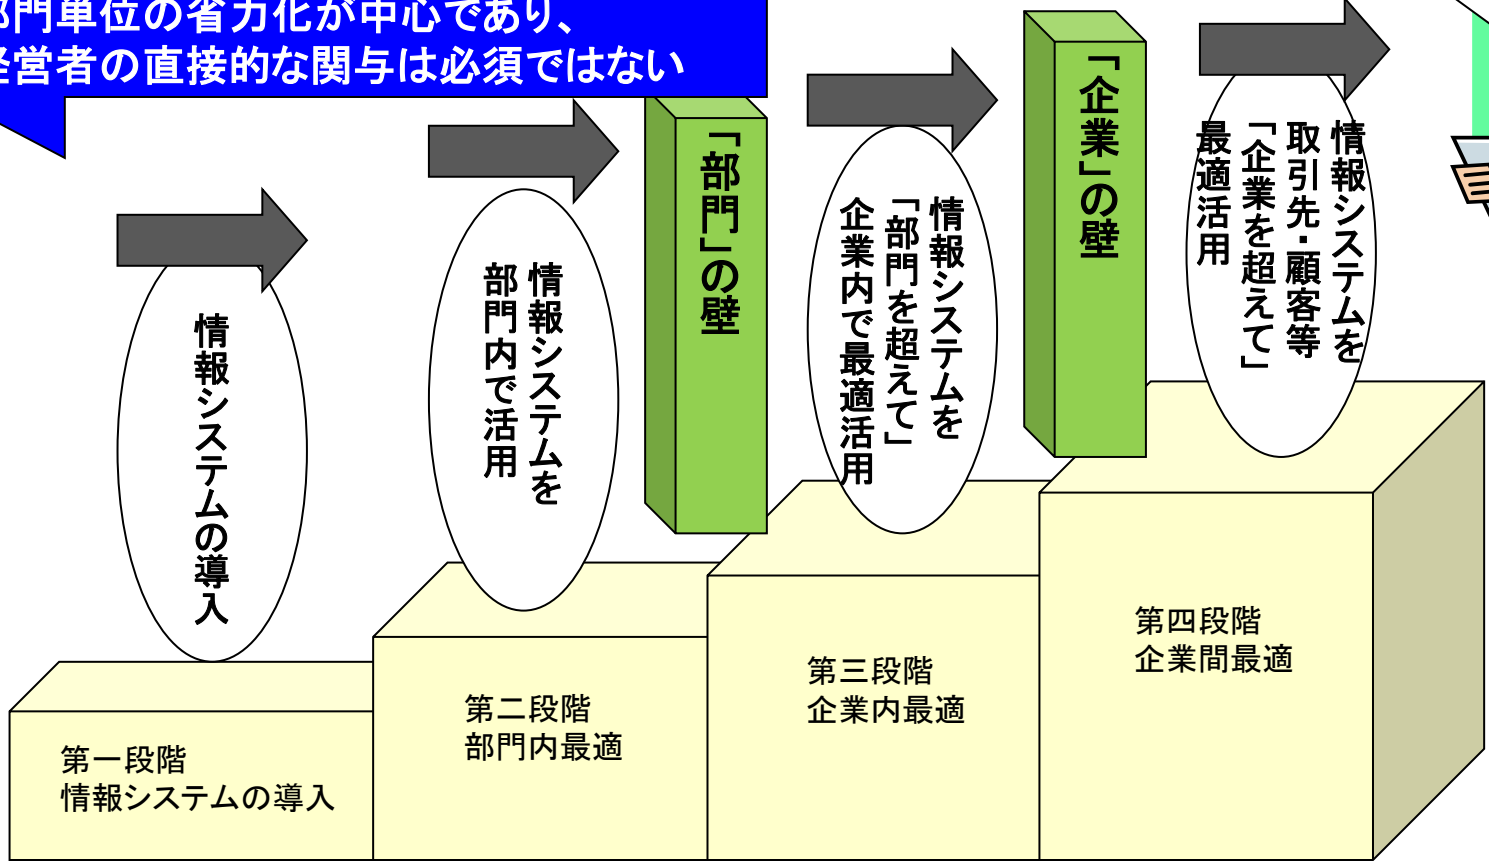 部門単位の省力化が中心であり、
経営者の直接的な関与は必須ではない
情報システムの導入
情報システムを
部門内で活用
「部門」の壁
情報システムを
「部門を超えて」
企業内で最適活用
「企業」の壁
情報システムを
取引先・顧客等
「企業を超えて」
最適活用
第一段階
情報システムの導入
第二段階
部門内最適
第三段階
企業内最適
第四段階
企業間最適